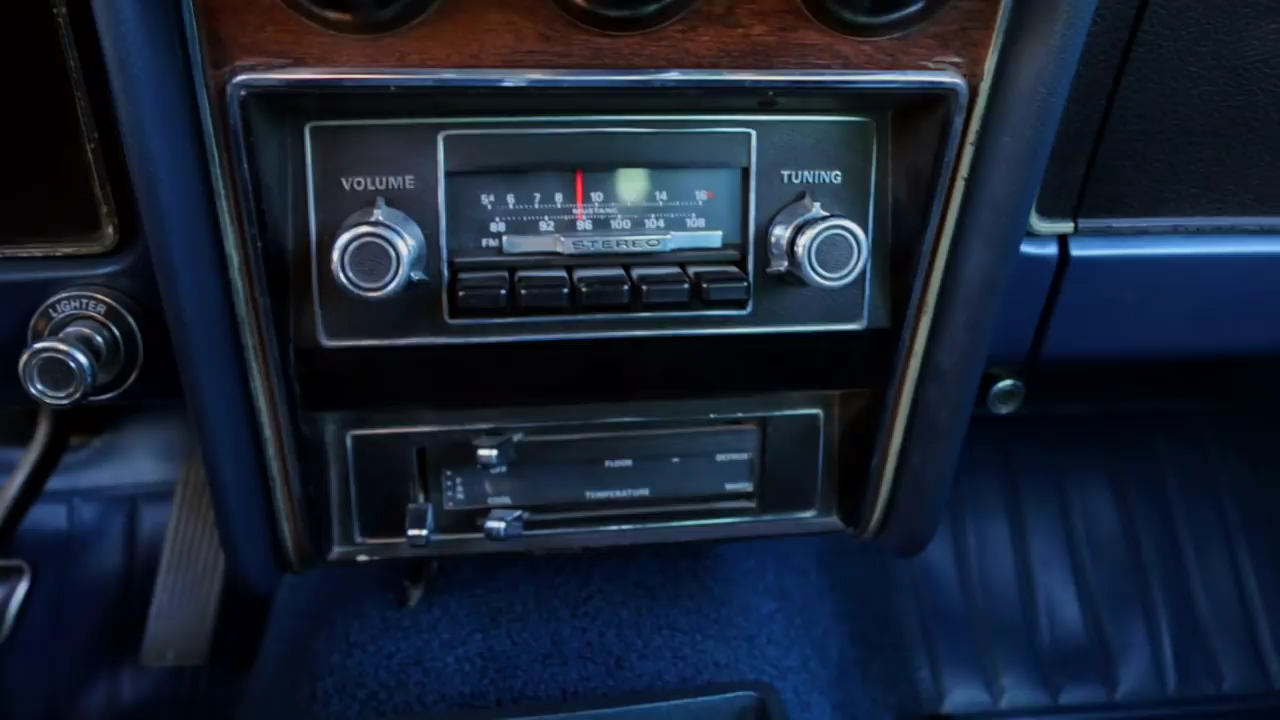 VOLUME
TUNING
5⁴ 6 7 8 10 14 16
MUSTANG
88 92 96 100 104 108
FM STEREO
LIGHTER
OFF FLOOR DEFROST
COOL TEMPERATURE WARM